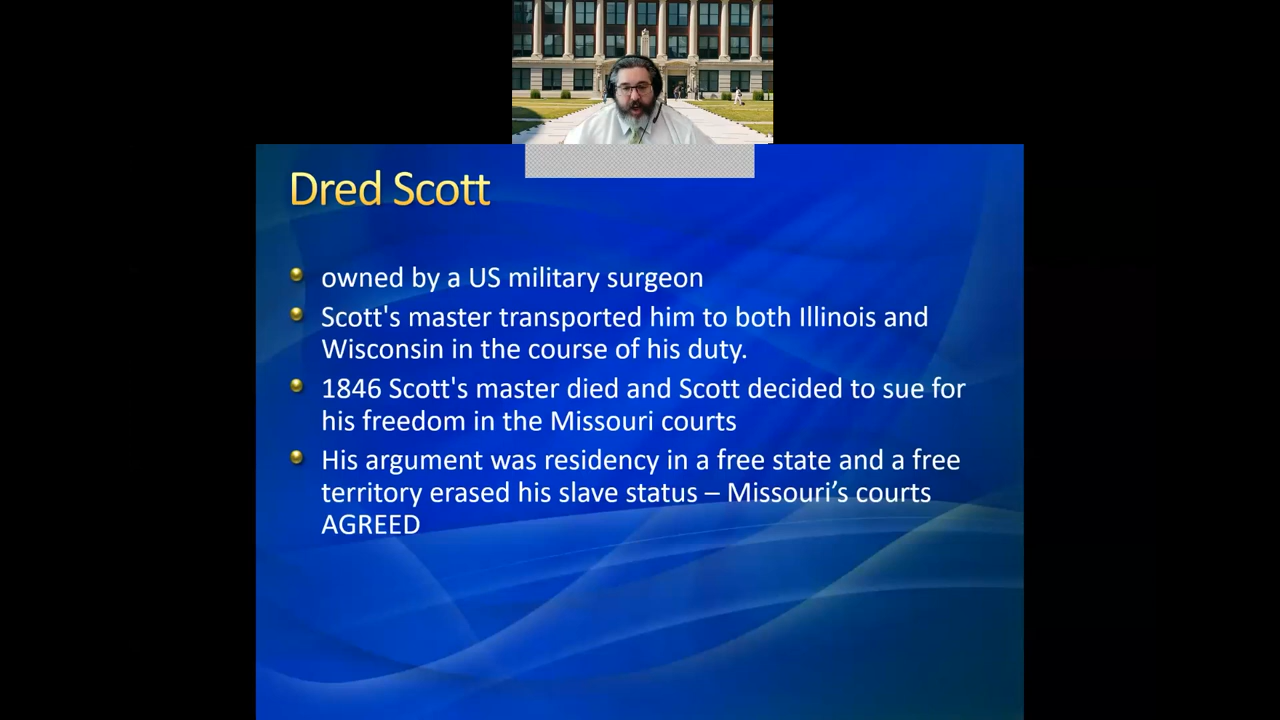 Dred Scott
owned by a US military surgeon
Scott's master transported him to both Illinois and
Wisconsin in the course of his duty.
1846 Scott's master died and Scott decided to sue for
his freedom in the Missouri courts
His argument was residency in a free state and a free
territory erased his slave status – Missouri’s courts
AGREED